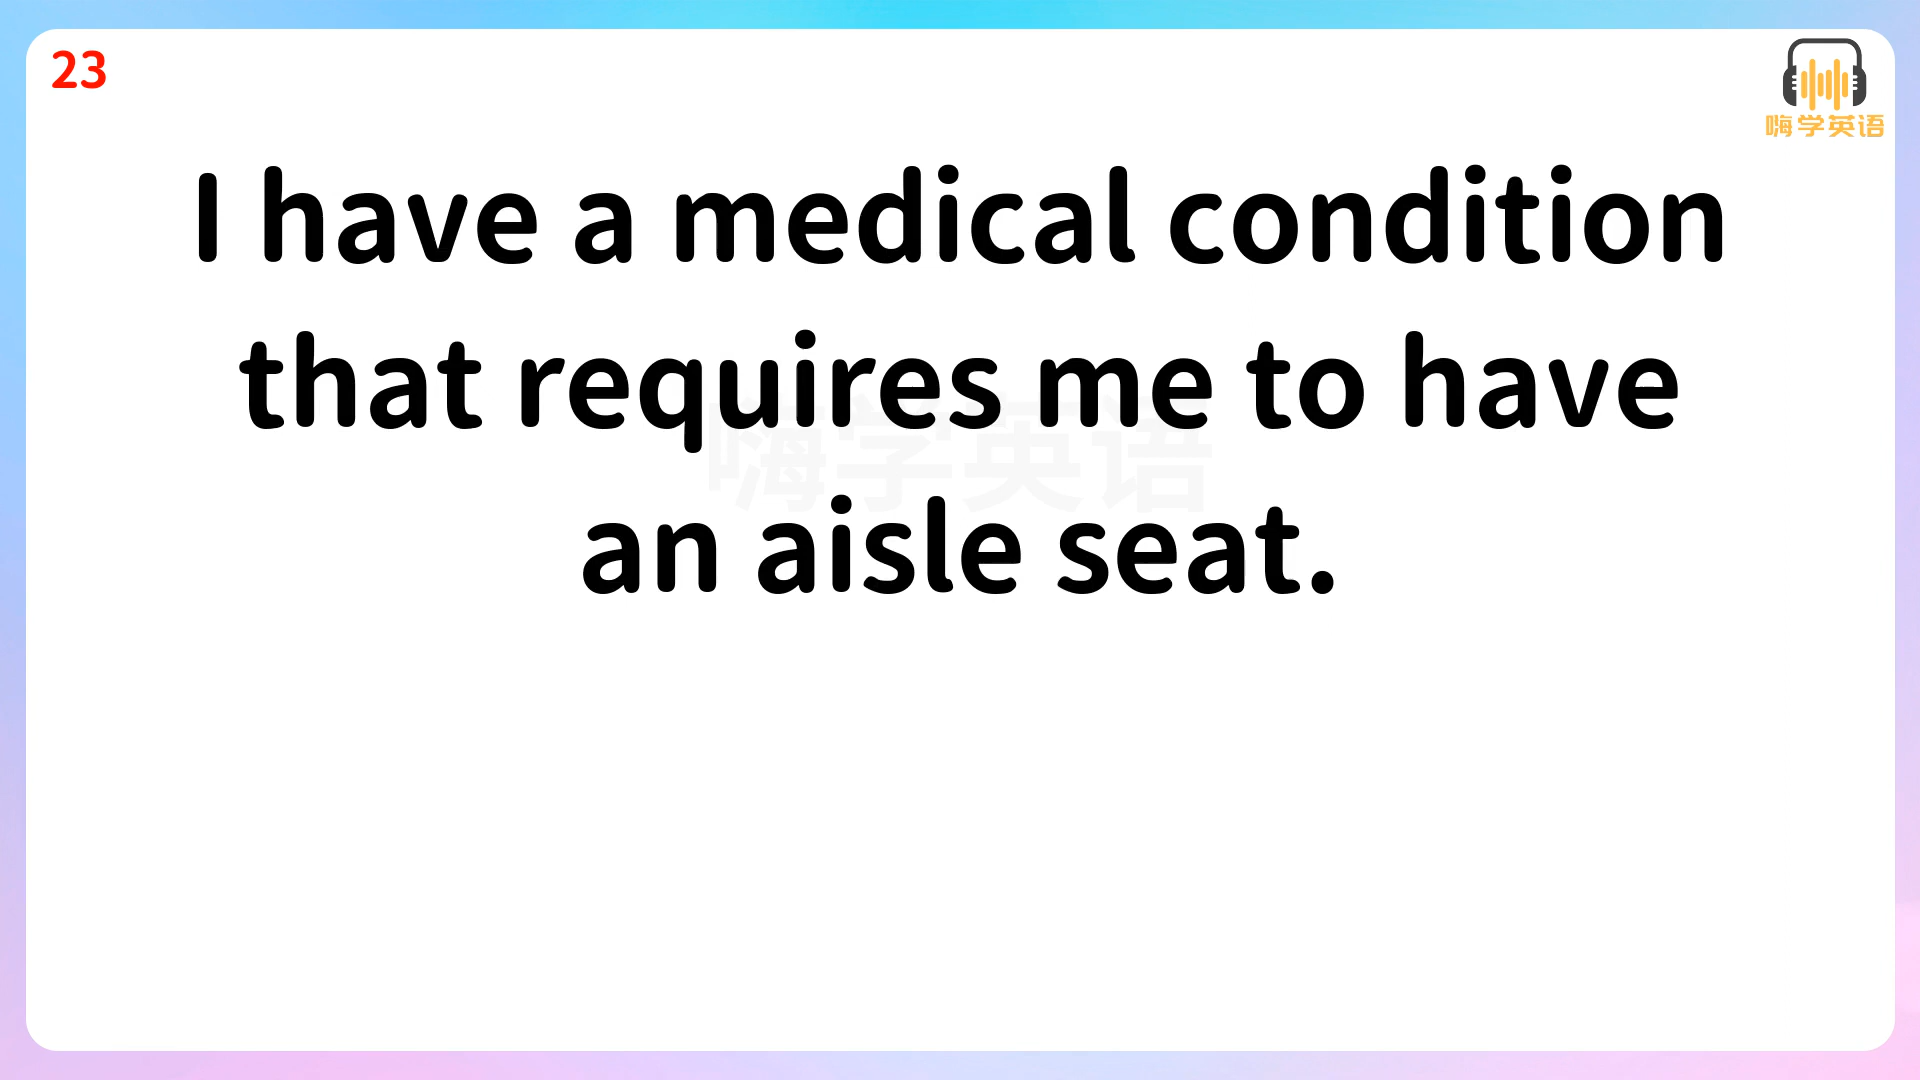 23
嗨学英语
I have a medical condition
that requires me to have
嗨学英语
an aisle seat.